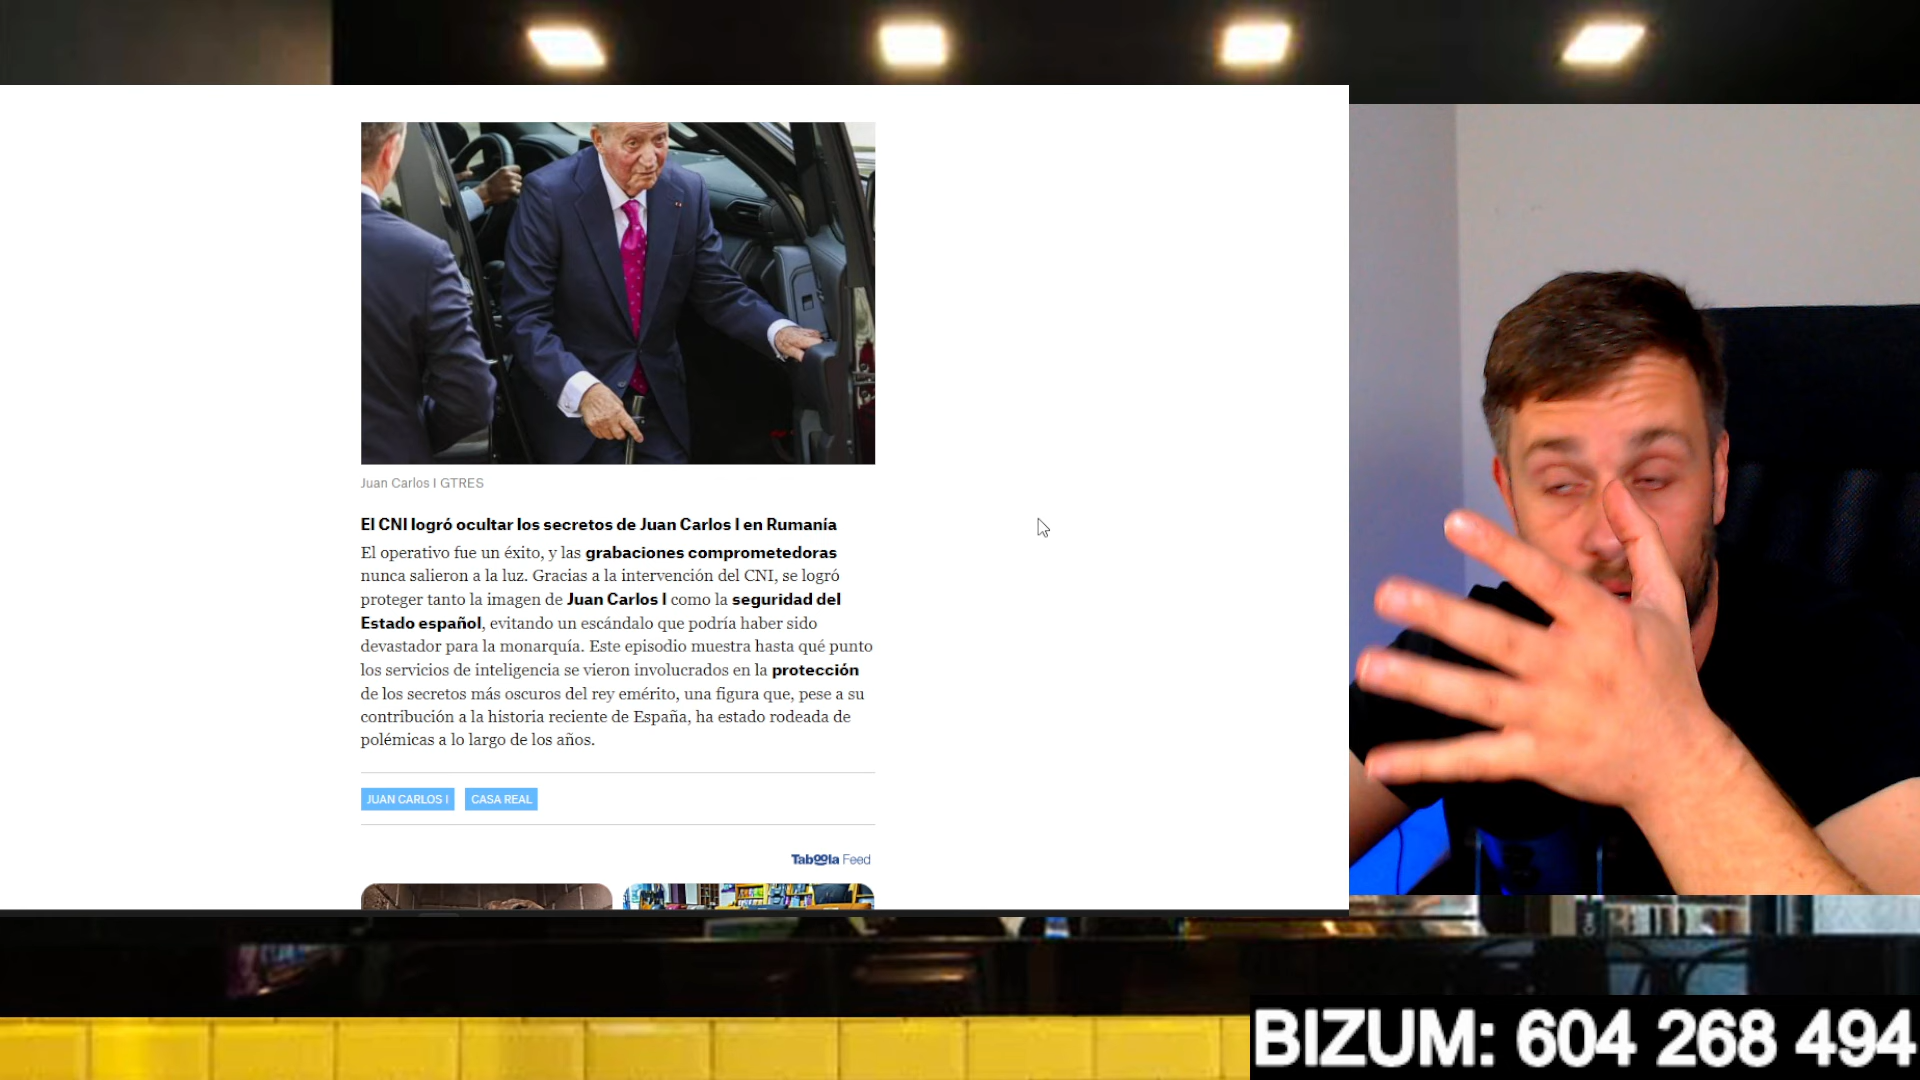 Juan Carlos I GTRES
El CNI logró ocultar los secretos de Juan Carlos I en Rumanía
El operativo fue un éxito, y las grabaciones comprometedoras
nunca salieron a la luz. Gracias a la intervención del CNI, se logró
proteger tanto la imagen de Juan Carlos I como la seguridad del
Estado español, evitando un escándalo que podría haber sido
devastador para la monarquía. Este episodio muestra hasta qué punto
los servicios de inteligencia se vieron involucrados en la protección
de los secretos más oscuros del rey emérito, una figura que, pese a su
contribución a la historia reciente de España, ha estado rodeada de
polémicas a lo largo de los años.
JUAN CARLOS I CASA REAL
Taboola Feed
BIZUM: 604 268 494